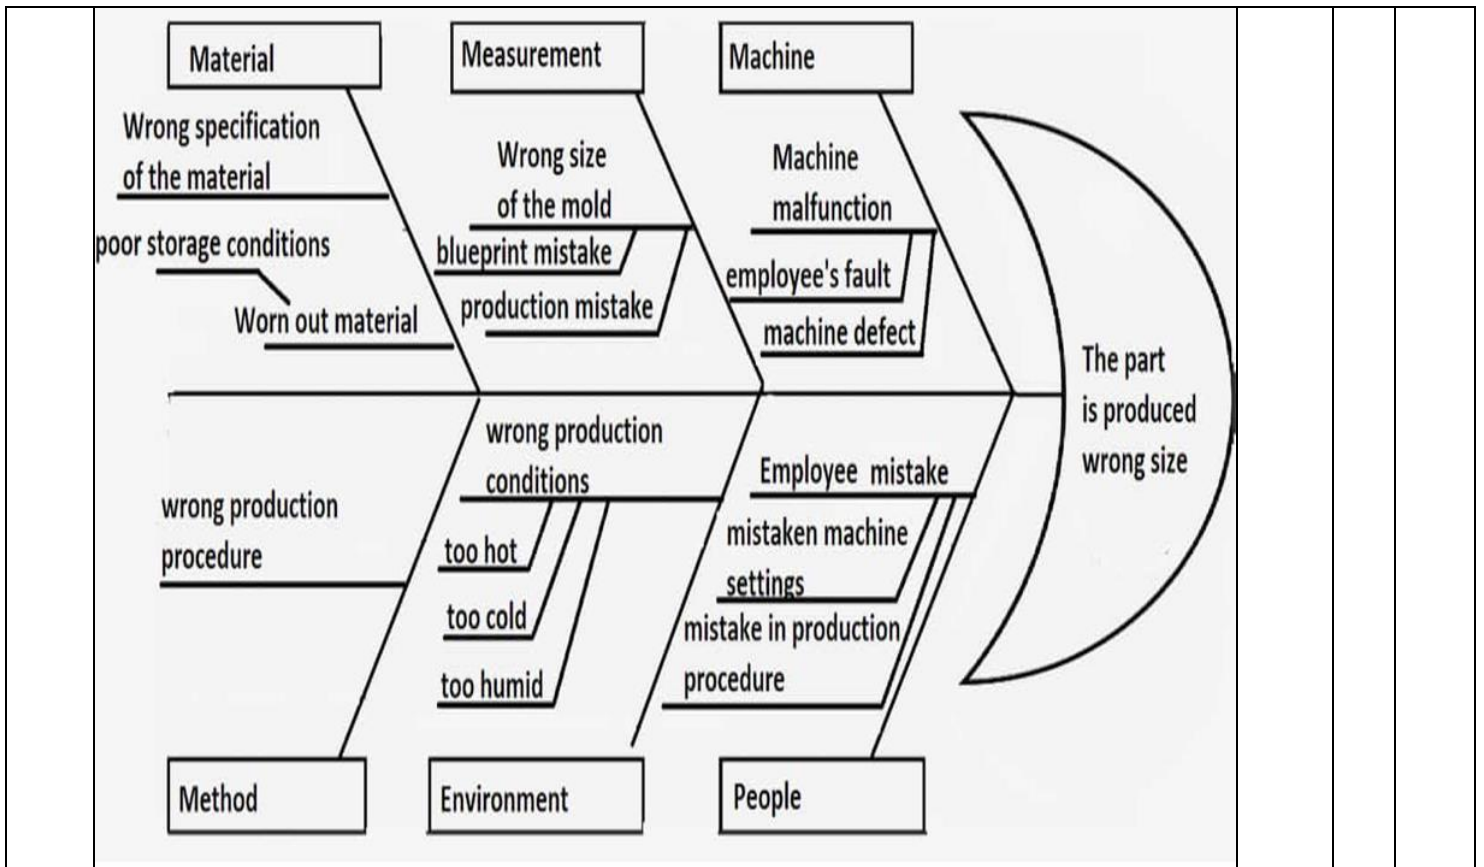 Material
Measurement
Machine
Wrong specification
of the material
poor storage conditions
Worn out material
Wrong size
of the mold
blueprint mistake
production mistake
Machine
malfunction
employee's fault
machine defect
The part
is produced
wrong size
wrong production
procedure
wrong production
conditions
too hot
too cold
too humid
Employee mistake
mistaken machine
settings
mistake in production
procedure
Method
Environment
People